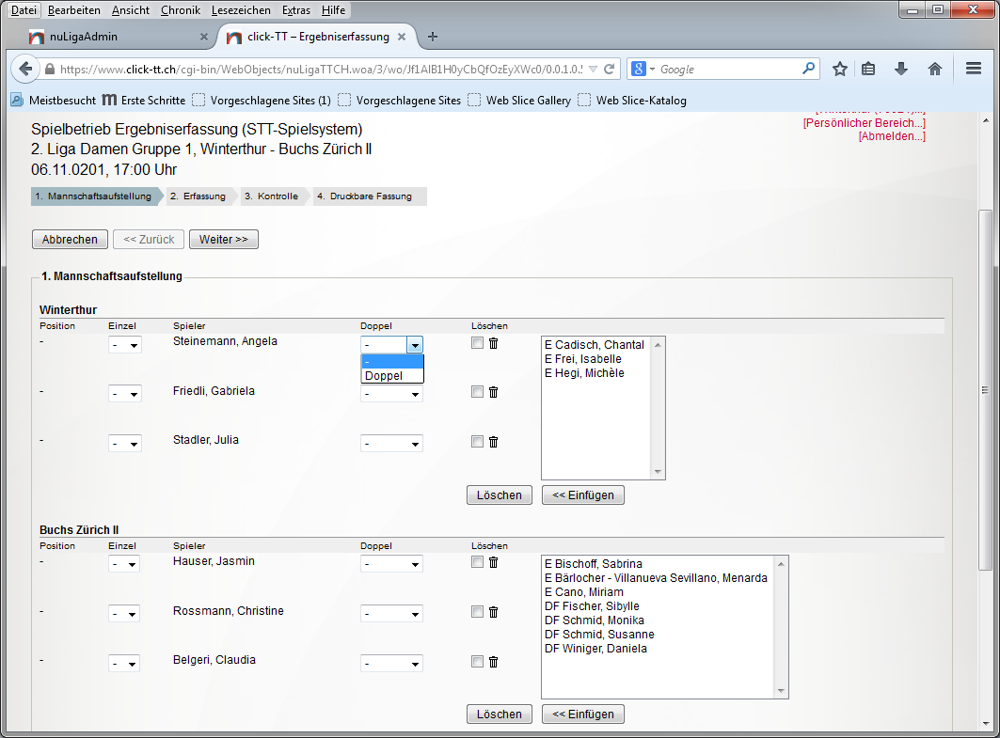 Datei Bearbeiten Ansicht Chronik Lesezeichen Extras Hilfe
nuLigaAdmin
click-TT – Ergebniserfassung
https://www.click-tt.ch/cgi-bin/WebObjects/nuLigaTTCH.woa/3/wo/
Google
Meistbesucht Erste Schritte Vorgeschlagene Sites (1) Vorgeschlagene Sites Web Slice Gallery Web Slice-Katalog
[Persönlicher Bereich...]
[Abmelden...]
Spielbetrieb Ergebniserfassung (STT-Spielsystem)
2. Liga Damen Gruppe 1, Winterthur - Buchs Zürich II
06.11.0201, 17:00 Uhr
1. Mannschaftsaufstellung 2. Erfassung 3. Kontrolle 4. Druckbare Fassung
Abbrechen << Zurück Weiter >>
1. Mannschaftsaufstellung
Winterthur
Position Einzel Spieler Doppel Löschen
- - Steinemann, Angela -
-
Doppel
- - Friedli, Gabriela -
- - Stadler, Julia -
E Cadisch, Chantal
E Frei, Isabelle
E Hegi, Michèle
Löschen << Einfügen
Buchs Zürich II
Position Einzel Spieler Doppel Löschen
- - Hauser, Jasmin -
- - Rossmann, Christine -
- - Belgeri, Claudia -
E Bischoff, Sabrina
E Bärlocher - Villanueva Sevillano, Menarda
E Cano, Miriam
DF Fischer, Sibylle
DF Schmid, Monika
DF Schmid, Susanne
DF Winiger, Daniela
Löschen << Einfügen